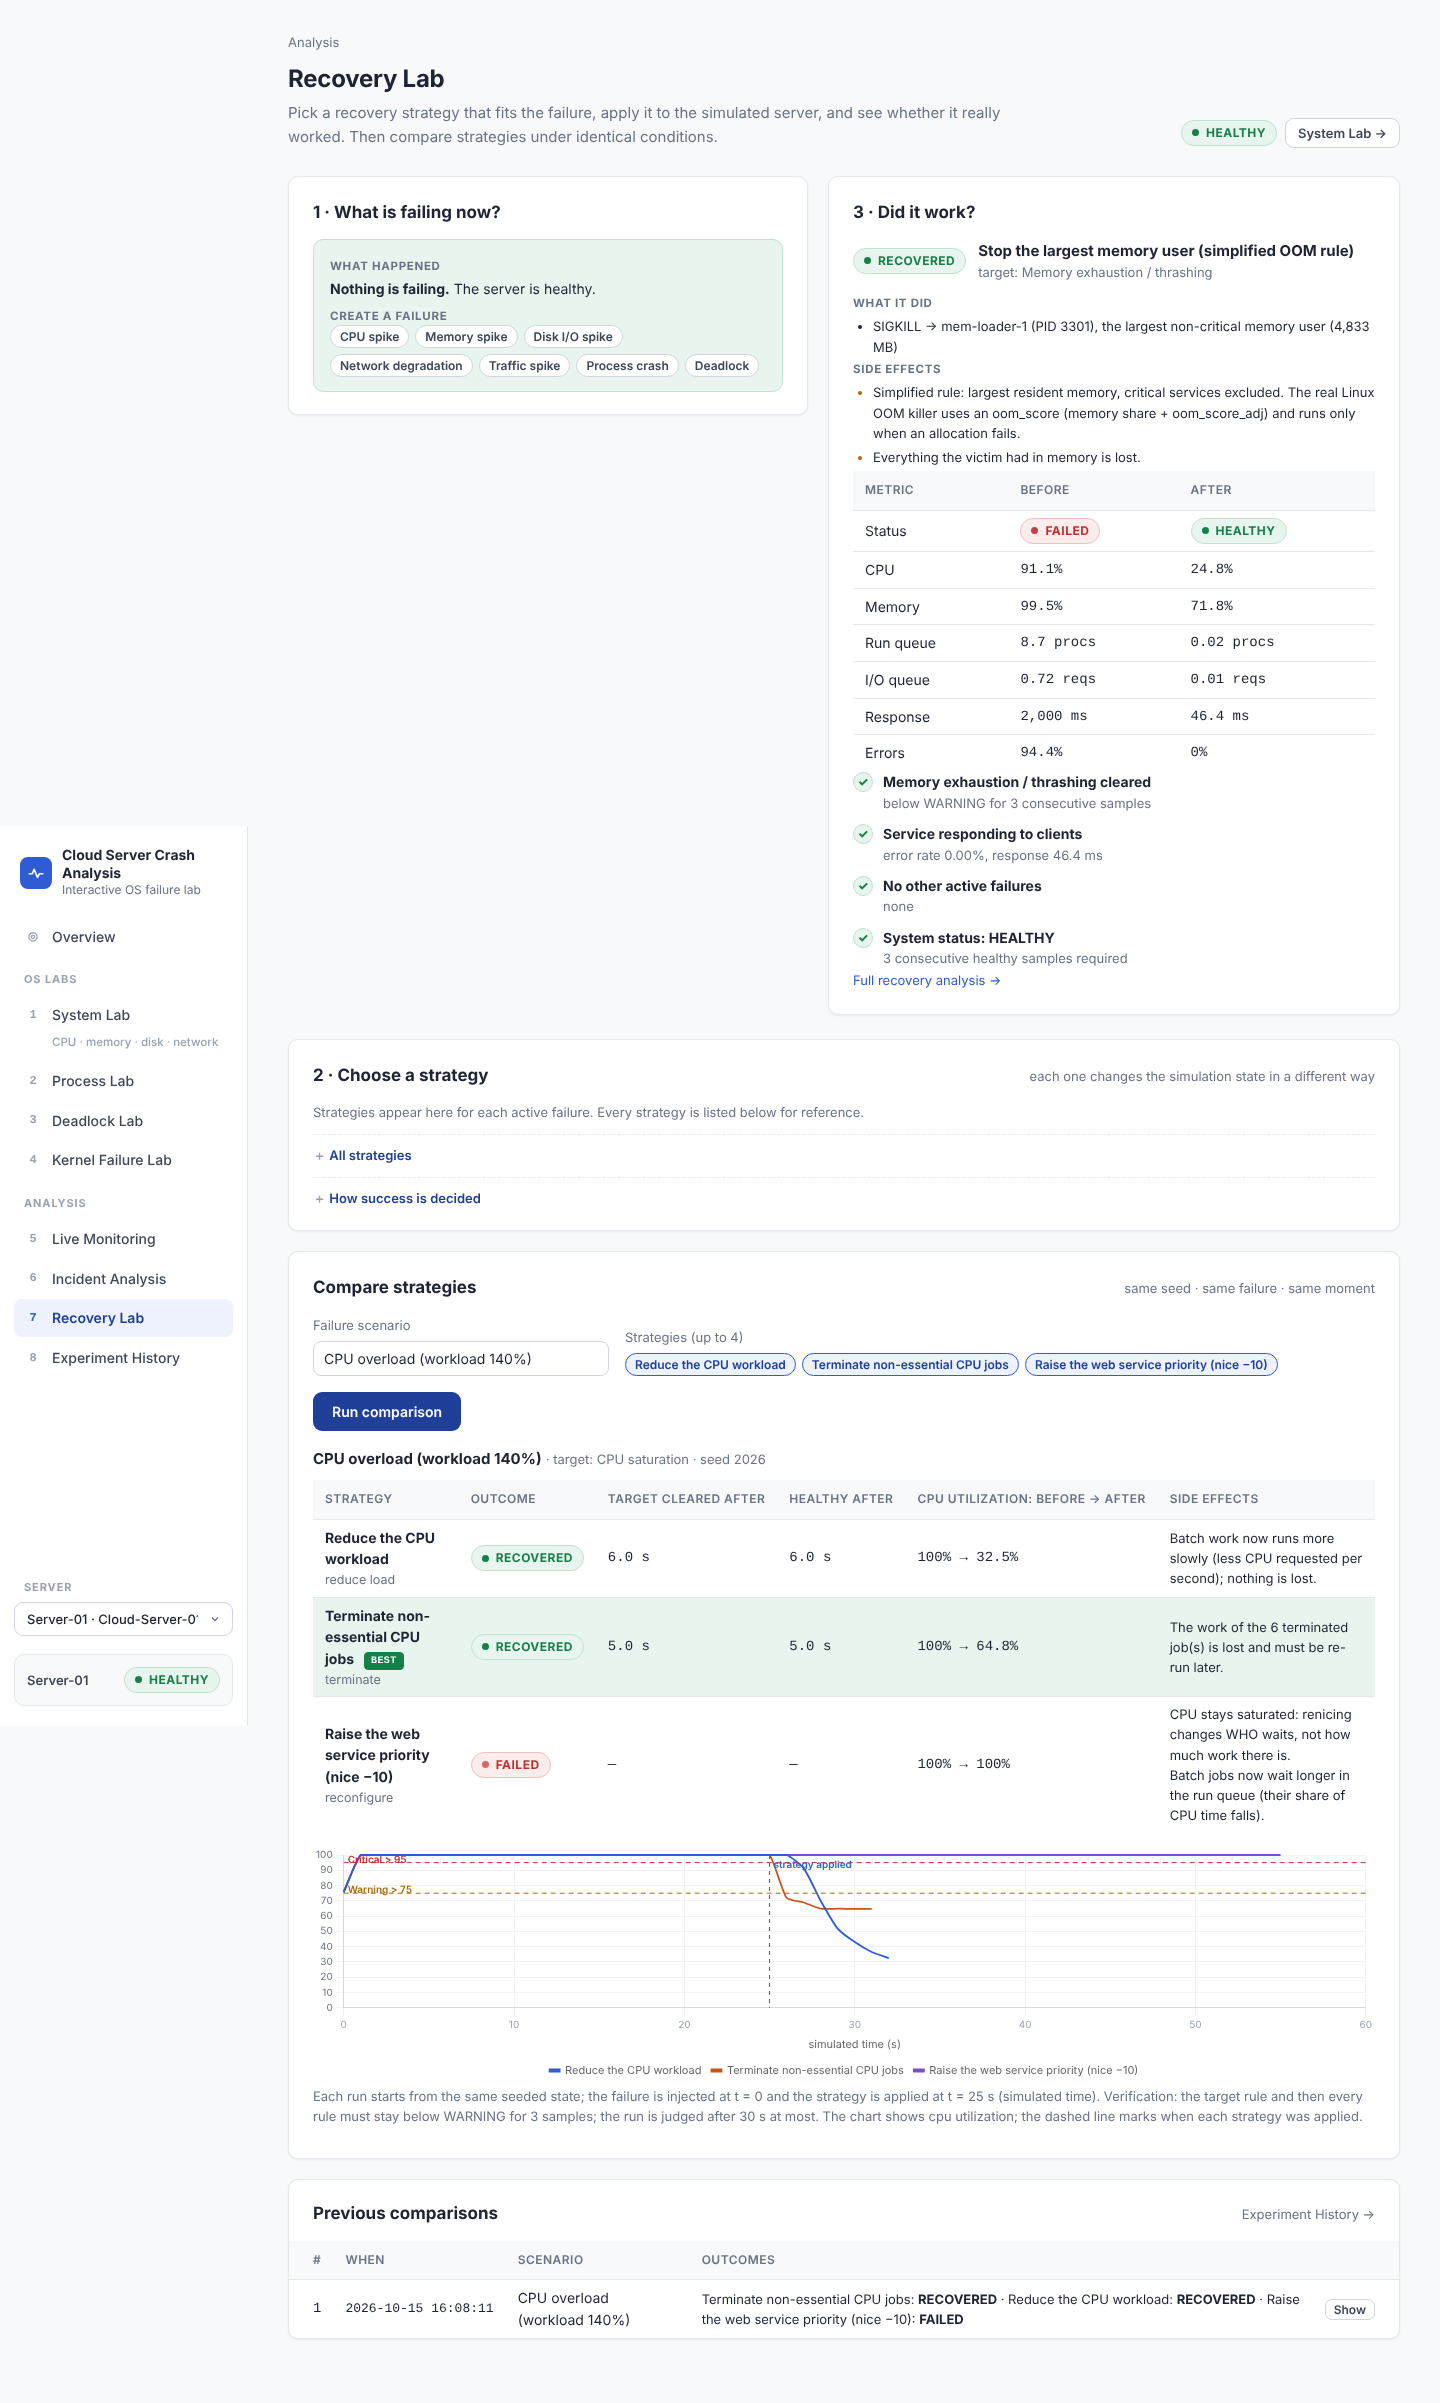 Analysis
Recovery Lab
Pick a recovery strategy that fits the failure, apply it to the simulated server, and see whether it really
worked. Then compare strategies under identical conditions.
HEALTHY
System Lab →
1 · What is failing now?
WHAT HAPPENED
Nothing is failing. The server is healthy.
CREATE A FAILURE
CPU spike Memory spike Disk I/O spike
Network degradation Traffic spike Process crash Deadlock
3 · Did it work?
RECOVERED
Stop the largest memory user (simplified OOM rule)
target: Memory exhaustion / thrashing
WHAT IT DID
• SIGKILL → mem-loader-1 (PID 3301), the largest non-critical memory user (4,833
MB)
SIDE EFFECTS
• Simplified rule: largest resident memory, critical services excluded. The real Linux
OOM killer uses an oom_score (memory share + oom_score_adj) and runs only
when an allocation fails.
• Everything the victim had in memory is lost.
METRIC BEFORE AFTER
Status FAILED HEALTHY
CPU 91.1% 24.8%
Memory 99.5% 71.8%
Run queue 8.7 procs 0.02 procs
I/O queue 0.72 reqs 0.01 reqs
Response 2,000 ms 46.4 ms
Errors 94.4% 0%
Memory exhaustion / thrashing cleared
below WARNING for 3 consecutive samples
Service responding to clients
error rate 0.00%, response 46.4 ms
No other active failures
none
System status: HEALTHY
3 consecutive healthy samples required
Full recovery analysis →
Cloud Server Crash
Analysis
Interactive OS failure lab
Overview
OS LABS
1 System Lab
CPU · memory · disk · network
2 Process Lab
3 Deadlock Lab
4 Kernel Failure Lab
ANALYSIS
5 Live Monitoring
6 Incident Analysis
7 Recovery Lab
8 Experiment History
SERVER
Server-01 · Cloud-Server-0
Server-01 HEALTHY
2 · Choose a strategy
each one changes the simulation state in a different way
Strategies appear here for each active failure. Every strategy is listed below for reference.
+ All strategies
+ How success is decided
Compare strategies
same seed · same failure · same moment
Failure scenario
CPU overload (workload 140%)
Strategies (up to 4)
Reduce the CPU workload Terminate non-essential CPU jobs Raise the web service priority (nice −10)
Run comparison
CPU overload (workload 140%) · target: CPU saturation · seed 2026
STRATEGY OUTCOME TARGET CLEARED AFTER HEALTHY AFTER CPU UTILIZATION: BEFORE → AFTER SIDE EFFECTS
Reduce the CPU
workload
reduce load
RECOVERED 6.0 s 6.0 s 100% → 32.5%
Batch work now runs more
slowly (less CPU requested per
second); nothing is lost.
Terminate non-
essential CPU
jobs BEST
terminate
RECOVERED 5.0 s 5.0 s 100% → 64.8%
The work of the 6 terminated
job(s) is lost and must be re-
run later.
Raise the web
service priority
(nice −10)
reconfigure
FAILED — — 100% → 100%
CPU stays saturated: renicing
changes WHO waits, not how
much work there is.
Batch jobs now wait longer in
the run queue (their share of
CPU time falls).
100
90
80
70
60
50
40
30
20
10
0
Critical > 95
Warning > 75
strategy applied
0 10 20 30 40 50 60
simulated time (s)
Reduce the CPU workload Terminate non-essential CPU jobs Raise the web service priority (nice −10)
Each run starts from the same seeded state; the failure is injected at t = 0 and the strategy is applied at t = 25 s (simulated time). Verification: the target rule and then every
rule must stay below WARNING for 3 samples; the run is judged after 30 s at most. The chart shows cpu utilization; the dashed line marks when each strategy was applied.
Previous comparisons
Experiment History →
# WHEN SCENARIO OUTCOMES
1 2026-10-15 16:08:11
CPU overload
(workload 140%)
Terminate non-essential CPU jobs: RECOVERED · Reduce the CPU workload: RECOVERED · Raise
the web service priority (nice −10): FAILED
Show